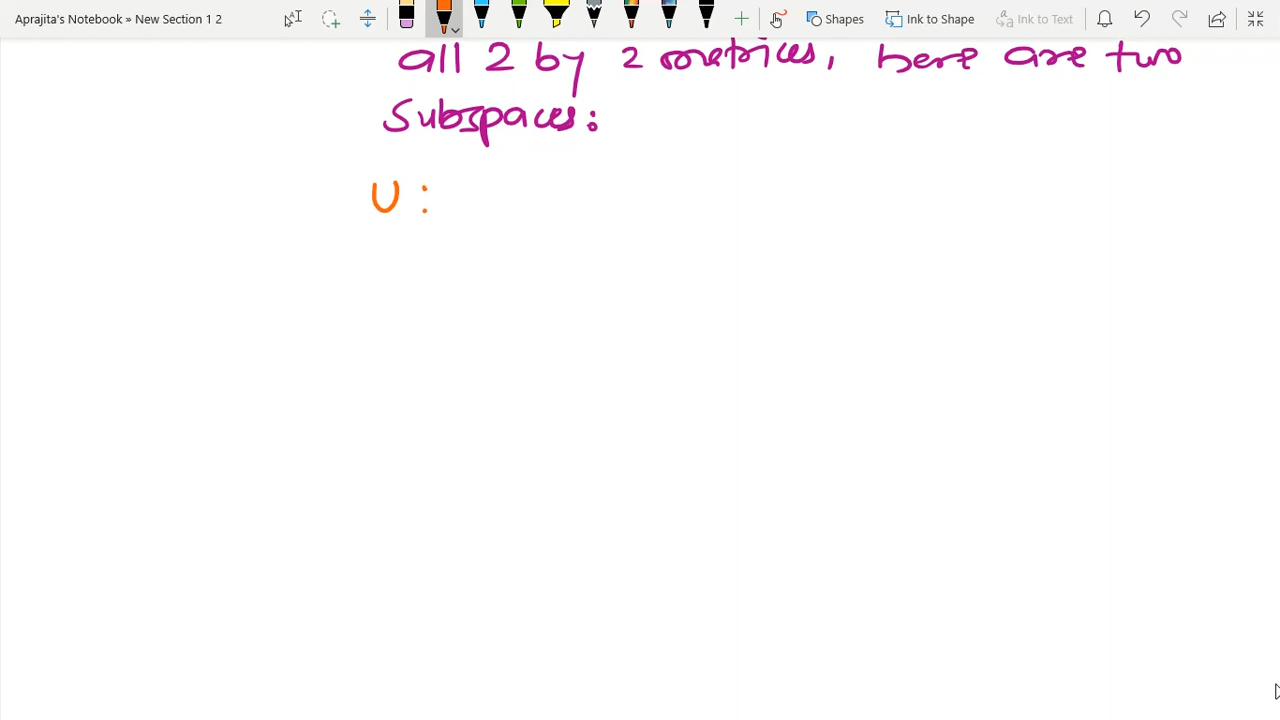 Aprajita's Notebook » New Section 1 2
Shapes
Ink to Shape
Ink to Text
all 2 by 2 metrices, here are two
Subspaces:
U :